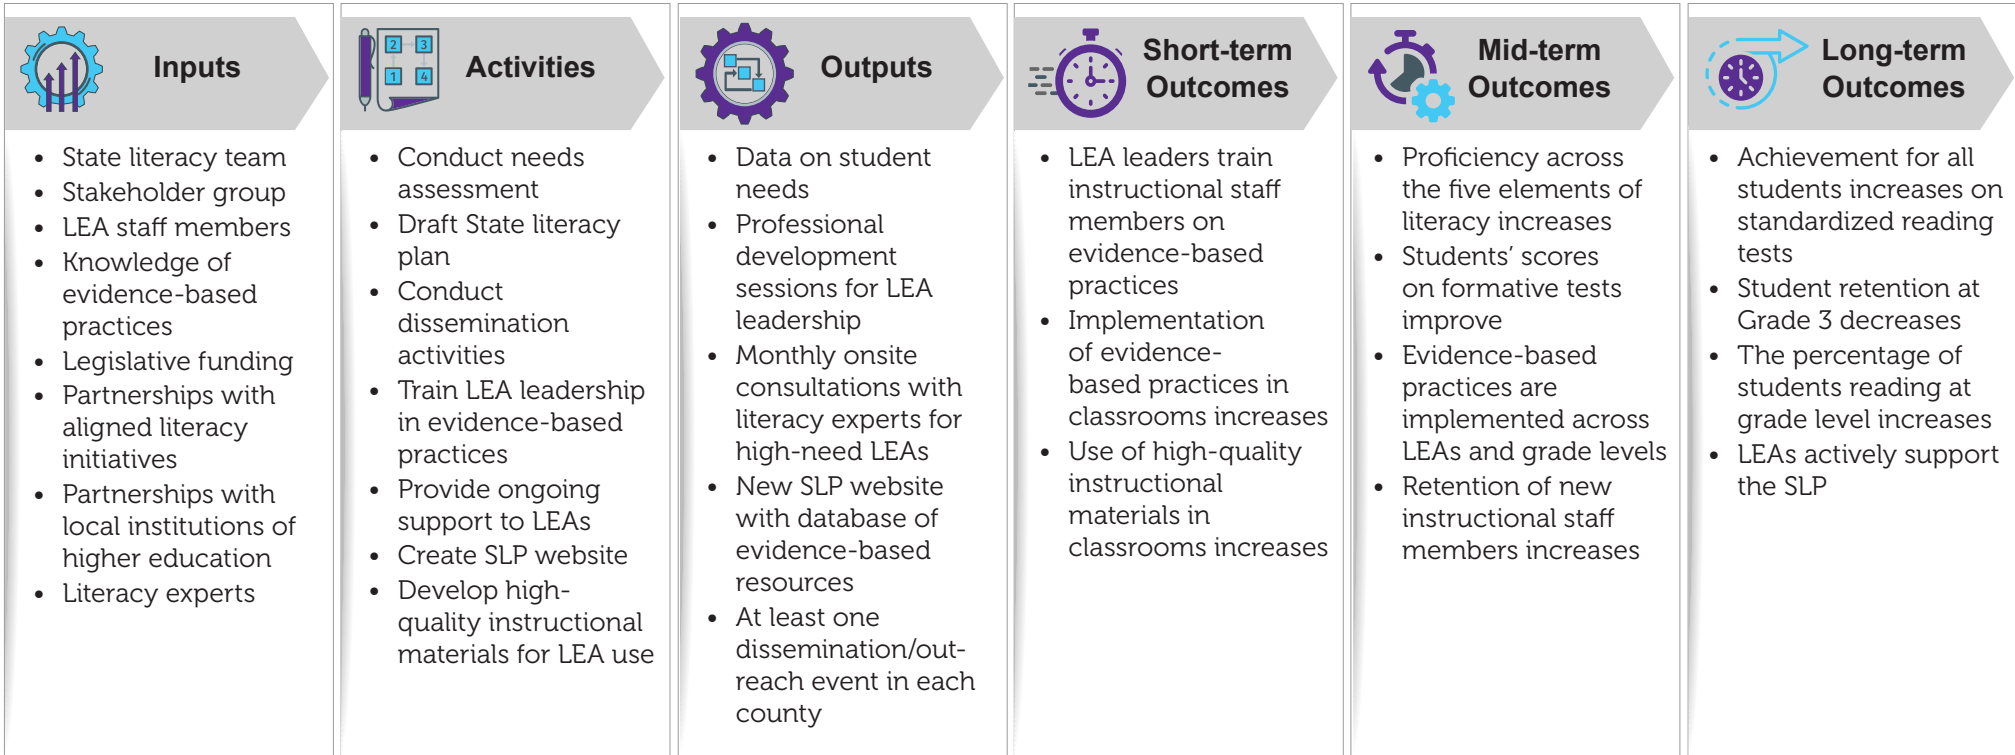 Inputs
• State literacy team
• Stakeholder group
• LEA staff members
• Knowledge of
evidence-based
practices
• Legislative funding
• Partnerships with
aligned literacy
initiatives
• Partnerships with
local institutions of
higher education
• Literacy experts
2 3
1 4
Activities
• Conduct needs
assessment
• Draft State literacy
plan
• Conduct
dissemination
activities
• Train LEA leadership
in evidence-based
practices
• Provide ongoing
support to LEAs
• Create SLP website
• Develop high-
quality instructional
materials for LEA use
Outputs
• Data on student
needs
• Professional
development
sessions for LEA
leadership
• Monthly onsite
consultations with
literacy experts for
high-need LEAs
• New SLP website
with database of
evidence-based
resources
• At least one
dissemination/out-
reach event in each
county
Short-term
Outcomes
• LEA leaders train
instructional staff
members on
evidence-based
practices
• Implementation
of evidence-
based practices in
classrooms increases
• Use of high-quality
instructional
materials in
classrooms increases
Mid-term
Outcomes
• Proficiency across
the five elements of
literacy increases
• Students’ scores
on formative tests
improve
• Evidence-based
practices are
implemented across
LEAs and grade levels
• Retention of new
instructional staff
members increases
Long-term
Outcomes
• Achievement for all
students increases on
standardized reading
tests
• Student retention at
Grade 3 decreases
• The percentage of
students reading at
grade level increases
• LEAs actively support
the SLP